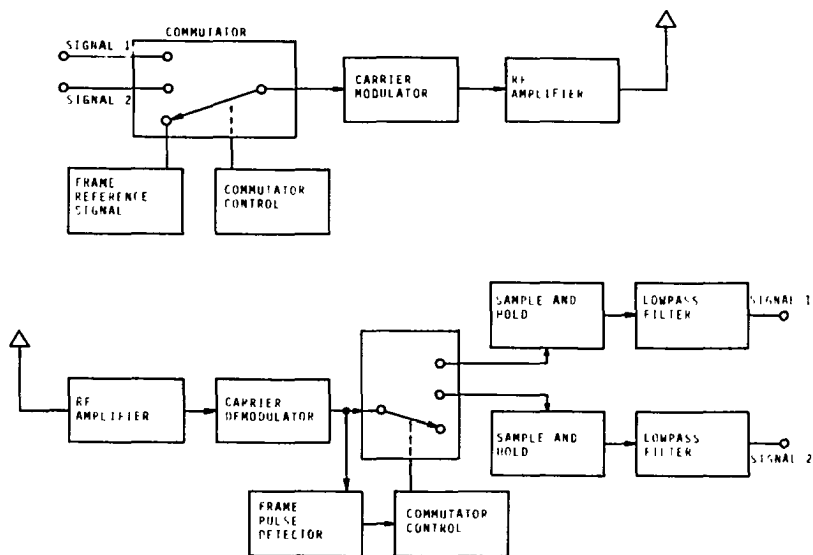 COMMUTATOR
SIGNAL 1
SIGNAL 2
CARRIER
MODULATOR
RF
AMPLIFIER
FRAME
REFERENCE
SIGNAL
COMMUTATOR
CONTROL
SAMPLE AND
HOLD
LOWPASS
FILTER
SIGNAL 1
RF
AMPLIFIER
CARRIER
DEMODULATOR
SAMPLE AND
HOLD
LOWPASS
FILTER
SIGNAL 2
FRAME
PULSE
DETECTOR
COMMUTATOR
CONTROL